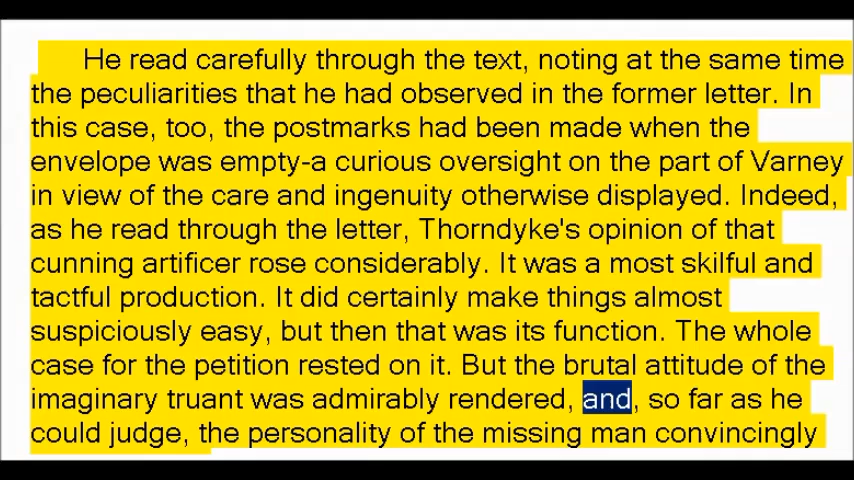 He read carefully through the text, noting at the same time
the peculiarities that he had observed in the former letter. In
this case, too, the postmarks had been made when the
envelope was empty-a curious oversight on the part of Varney
in view of the care and ingenuity otherwise displayed. Indeed,
as he read through the letter, Thorndyke's opinion of that
cunning artificer rose considerably. It was a most skilful and
tactful production. It did certainly make things almost
suspiciously easy, but then that was its function. The whole
case for the petition rested on it. But the brutal attitude of the
imaginary truant was admirably rendered, and, so far as he
could judge, the personality of the missing man convincingly